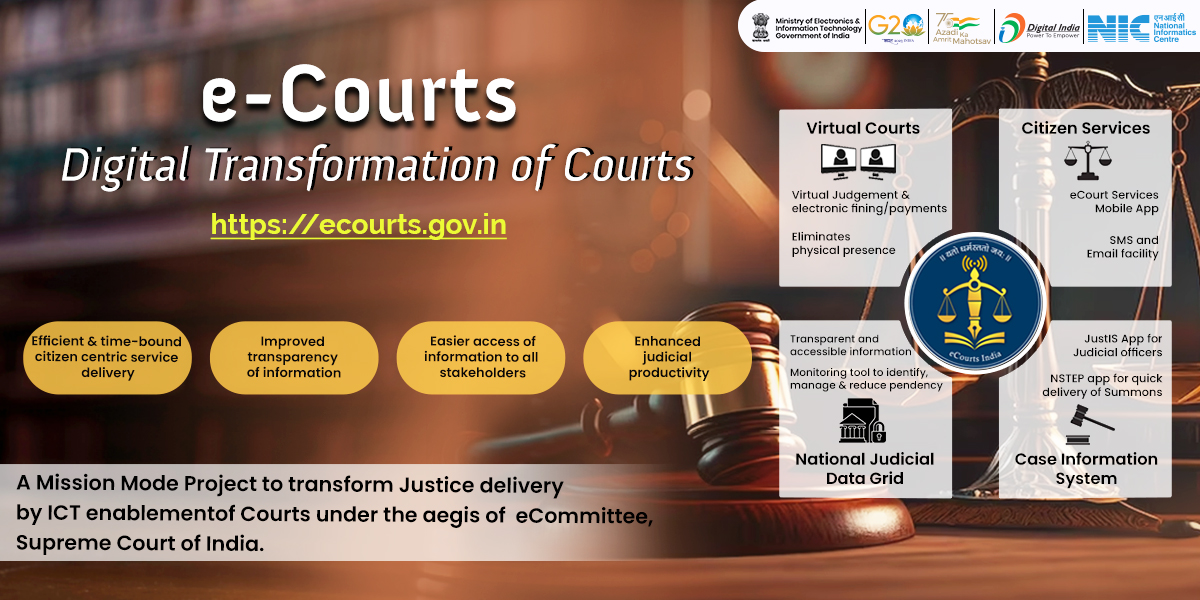 Ministry of Electronics &
Information Technology
Government of India
G20
Azadi Ka
Amrit Mahotsav
Digital India
Power To Empower
NIC
एनआईसी
National
Informatics
Centre
e-Courts
Digital Transformation of Courts
https://ecourts.gov.in
Efficient & time-bound
citizen centric service
delivery
Improved
transparency
of information
Easier access of
information to all
stakeholders
Enhanced
judicial
productivity
A Mission Mode Project to transform Justice delivery
by ICT enablementof Courts under the aegis of eCommittee,
Supreme Court of India.
Virtual Courts
Virtual Judgement &
electronic fining/payments
Eliminates
physical presence
Citizen Services
eCourt Services
Mobile App
SMS and
Email facility
॥ यतो धर्मस्ततो जयः ॥
eCourts India
Transparent and
accessible information
Monitoring tool to identify,
manage & reduce pendency
National Judicial
Data Grid
JustIS App for
Judicial officers
NSTEP app for quick
delivery of Summons
Case Information
System